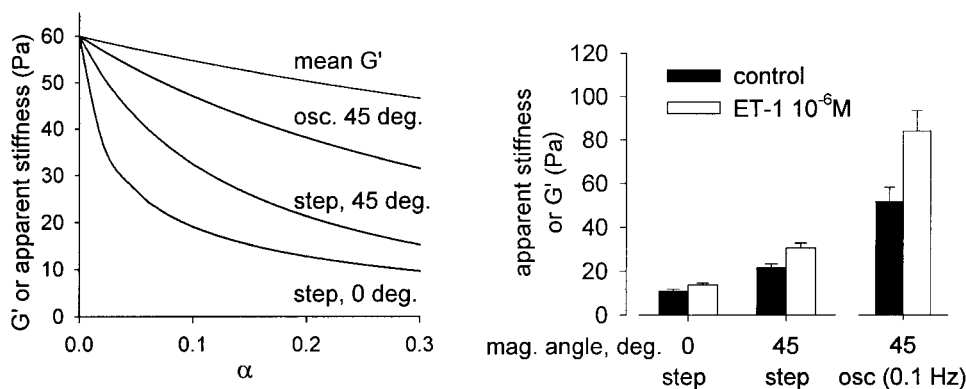 G' or apparent stiffness (Pa)
60
50
40
30
20
10
0
mean G'
osc. 45 deg.
step, 45 deg.
step, 0 deg.
0.0 0.1 0.2 0.3
α
apparent stiffness
or G' (Pa)
120
100
80
60
40
20
0
control
ET-1 10⁻⁶M
mag. angle, deg. 0 45 45
step step osc (0.1 Hz)